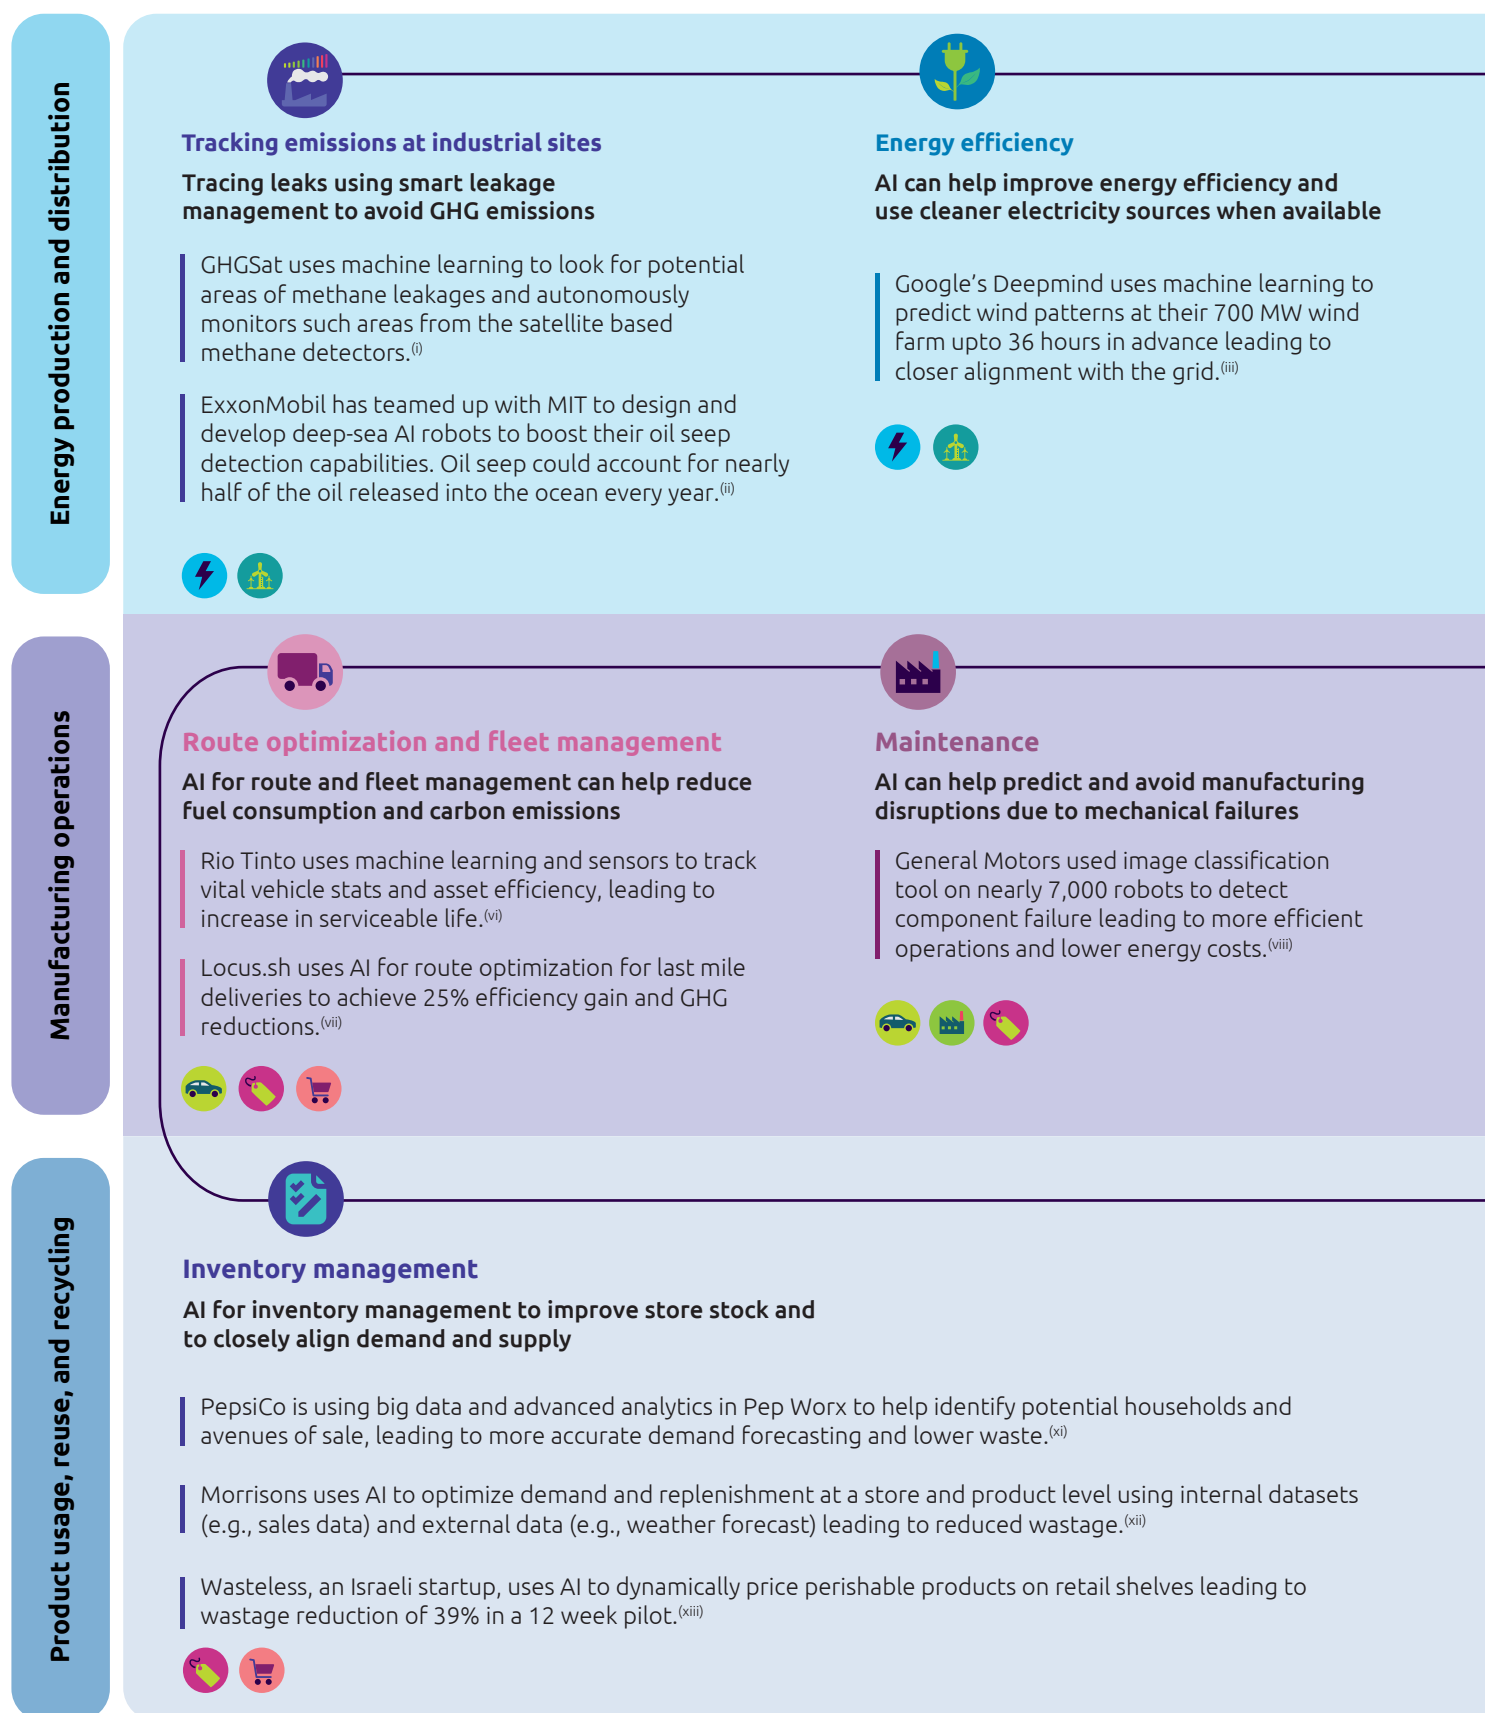 Energy production and distribution
Tracking emissions at industrial sites
Tracing leaks using smart leakage
management to avoid GHG emissions
GHGSat uses machine learning to look for potential
areas of methane leakages and autonomously
monitors such areas from the satellite based
methane detectors.(i)
ExxonMobil has teamed up with MIT to design and
develop deep-sea AI robots to boost their oil seep
detection capabilities. Oil seep could account for nearly
half of the oil released into the ocean every year.(ii)
Energy efficiency
AI can help improve energy efficiency and
use cleaner electricity sources when available
Google's Deepmind uses machine learning to
predict wind patterns at their 700 MW wind
farm upto 36 hours in advance leading to
closer alignment with the grid.(iii)
Manufacturing operations
Route optimization and fleet management
AI for route and fleet management can help reduce
fuel consumption and carbon emissions
Rio Tinto uses machine learning and sensors to track
vital vehicle stats and asset efficiency, leading to
increase in serviceable life.(vi)
Locus.sh uses AI for route optimization for last mile
deliveries to achieve 25% efficiency gain and GHG
reductions.(vii)
Maintenance
AI can help predict and avoid manufacturing
disruptions due to mechanical failures
General Motors used image classification
tool on nearly 7,000 robots to detect
component failure leading to more efficient
operations and lower energy costs.(viii)
Product usage, reuse, and recycling
Inventory management
AI for inventory management to improve store stock and
to closely align demand and supply
PepsiCo is using big data and advanced analytics in Pep Worx to help identify potential households and
avenues of sale, leading to more accurate demand forecasting and lower waste.(xi)
Morrisons uses AI to optimize demand and replenishment at a store and product level using internal datasets
(e.g., sales data) and external data (e.g., weather forecast) leading to reduced wastage.(xii)
Wasteless, an Israeli startup, uses AI to dynamically price perishable products on retail shelves leading to
wastage reduction of 39% in a 12 week pilot.(xiii)